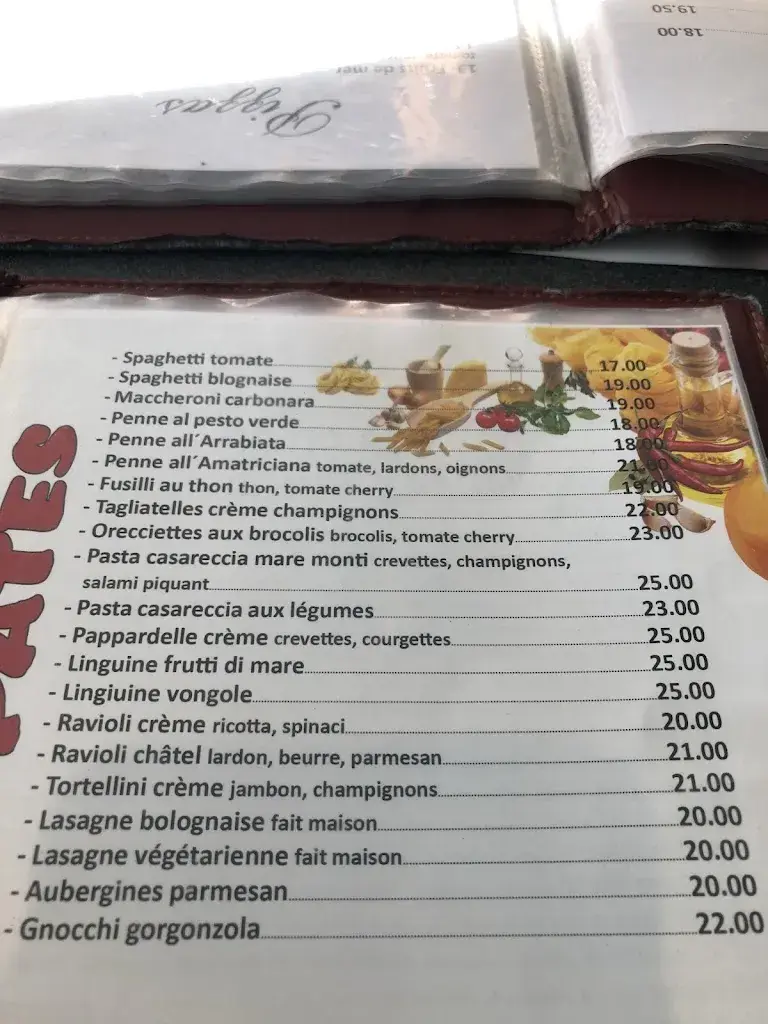 19.50
18.00
13. Fruits de mer
Pizzas
PÂTES
- Spaghetti tomate 17.00
- Spaghetti blognaise 19.00
- Maccheroni carbonara 19.00
- Penne al pesto verde 18.00
- Penne all´Arrabiata 18.00
- Penne all´Amatriciana tomate, lardons, oignons 21.00
- Fusilli au thon thon, tomate cherry 19.00
- Tagliatelles crème champignons 22.00
- Orecciettes aux brocolis brocolis, tomate cherry 23.00
- Pasta casareccia mare monti crevettes, champignons,
salami piquant 25.00
- Pasta casareccia aux légumes 23.00
- Pappardelle crème crevettes, courgettes 25.00
- Linguine frutti di mare 25.00
- Lingiuine vongole 25.00
- Ravioli crème ricotta, spinaci 20.00
- Ravioli châtel lardon, beurre, parmesan 21.00
- Tortellini crème jambon, champignons 21.00
- Lasagne bolognaise fait maison 20.00
- Lasagne végétarienne fait maison 20.00
- Aubergines parmesan 20.00
- Gnocchi gorgonzola 22.00